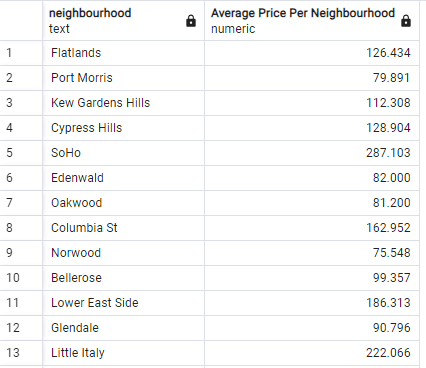 neighbourhood Average Price Per Neighbourhood
text numeric
1 Flatlands 126.434
2 Port Morris 79.891
3 Kew Gardens Hills 112.308
4 Cypress Hills 128.904
5 SoHo 287.103
6 Edenwald 82.000
7 Oakwood 81.200
8 Columbia St 162.952
9 Norwood 75.548
10 Bellerose 99.357
11 Lower East Side 186.313
12 Glendale 90.796
13 Little Italy 222.066